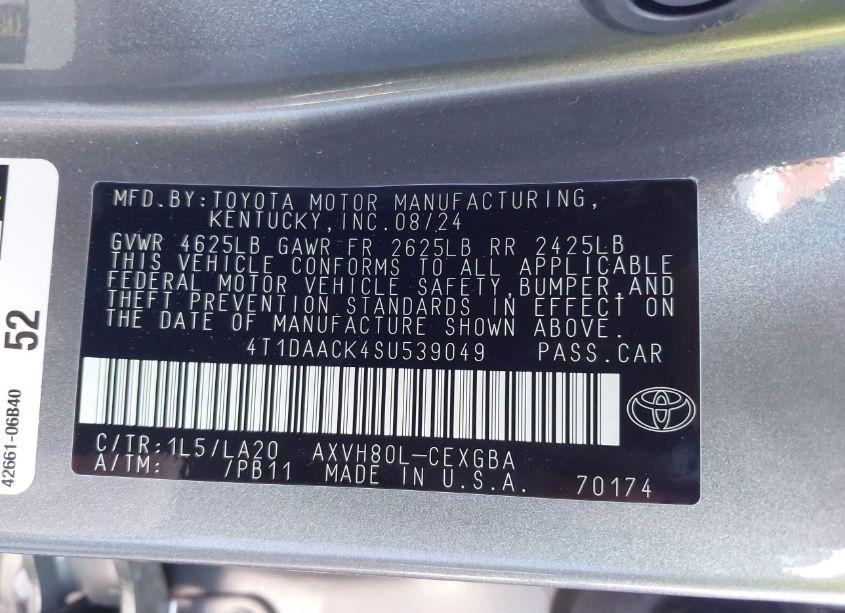 MFD.BY:TOYOTA MOTOR MANUFACTURING,
KENTUCKY,INC.08/24
GVWR 4625LB GAWR FR 2625LB RR 2425LB
THIS VEHICLE CONFORMS TO ALL APPLICABLE
FEDERAL MOTOR VEHICLE SAFETY,BUMPER,AND
THEFT PREVENTION STANDARDS IN EFFECT ON
THE DATE OF MANUFACTURE SHOWN ABOVE.
4T1DAACK4SU539049 PASS.CAR
C/TR:1L5/LA20 AXVH80L-CEXGBA
A/TM: /PB11 MADE IN U.S.A. 70174
42661-06B40
52